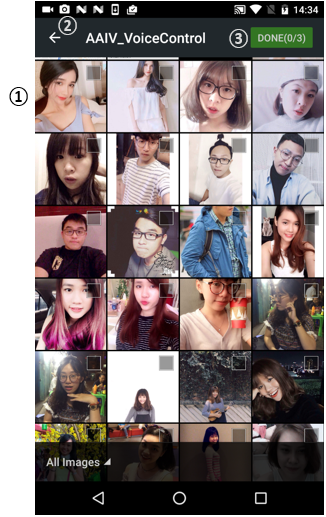 14:34
②
AAIV_VoiceControl
③
DONE(0/3)
①
All Images